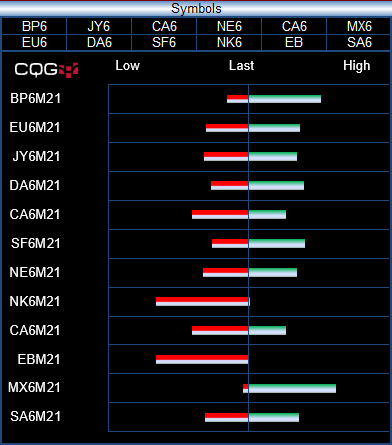 Symbols
BP6 JY6 CA6 NE6 CA6 MX6
EU6 DA6 SF6 NK6 EB SA6
CQG Low Last High
BP6M21
EU6M21
JY6M21
DA6M21
CA6M21
SF6M21
NE6M21
NK6M21
CA6M21
EBM21
MX6M21
SA6M21